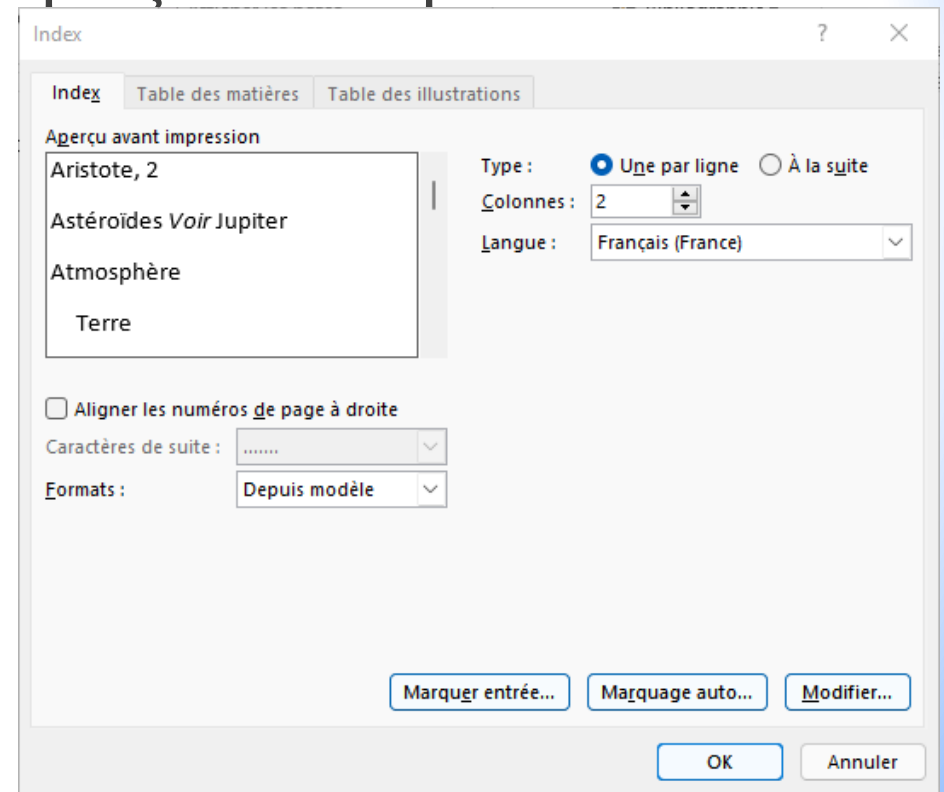 Index ?
Index Table des matières Table des illustrations
Aperçu avant impression
Aristote, 2
Astéroïdes Voir Jupiter
Atmosphère
Terre
Type : Une par ligne À la suite
Colonnes : 2
Langue : Français (France)
Aligner les numéros de page à droite
Caractères de suite : .......
Formats : Depuis modèle
Marquer entrée... Marquage auto... Modifier...
OK Annuler